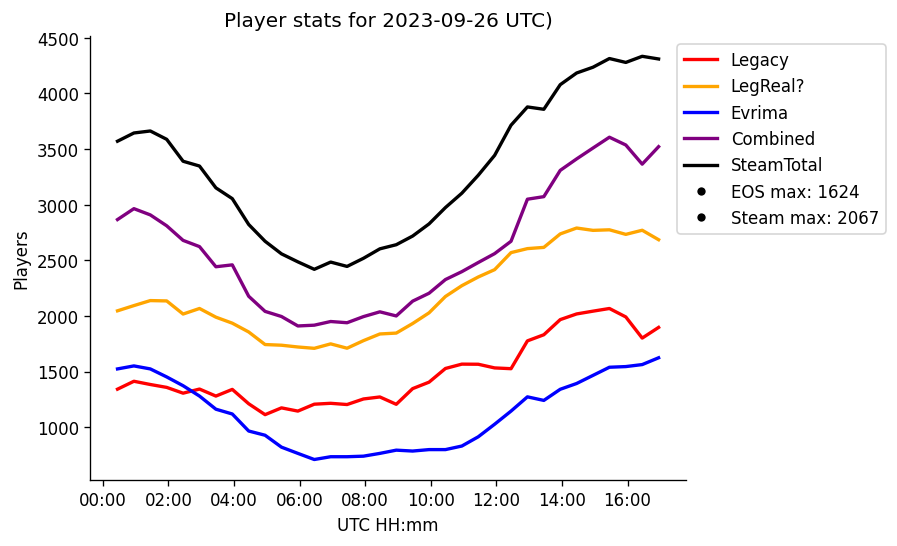 Player stats for 2023-09-26 UTC)
4500
4000
3500
3000
2500
2000
1500
1000
Players
00:00 02:00 04:00 06:00 08:00 10:00 12:00 14:00 16:00
UTC HH:mm
Legacy
LegReal?
Evrima
Combined
SteamTotal
EOS max: 1624
Steam max: 2067